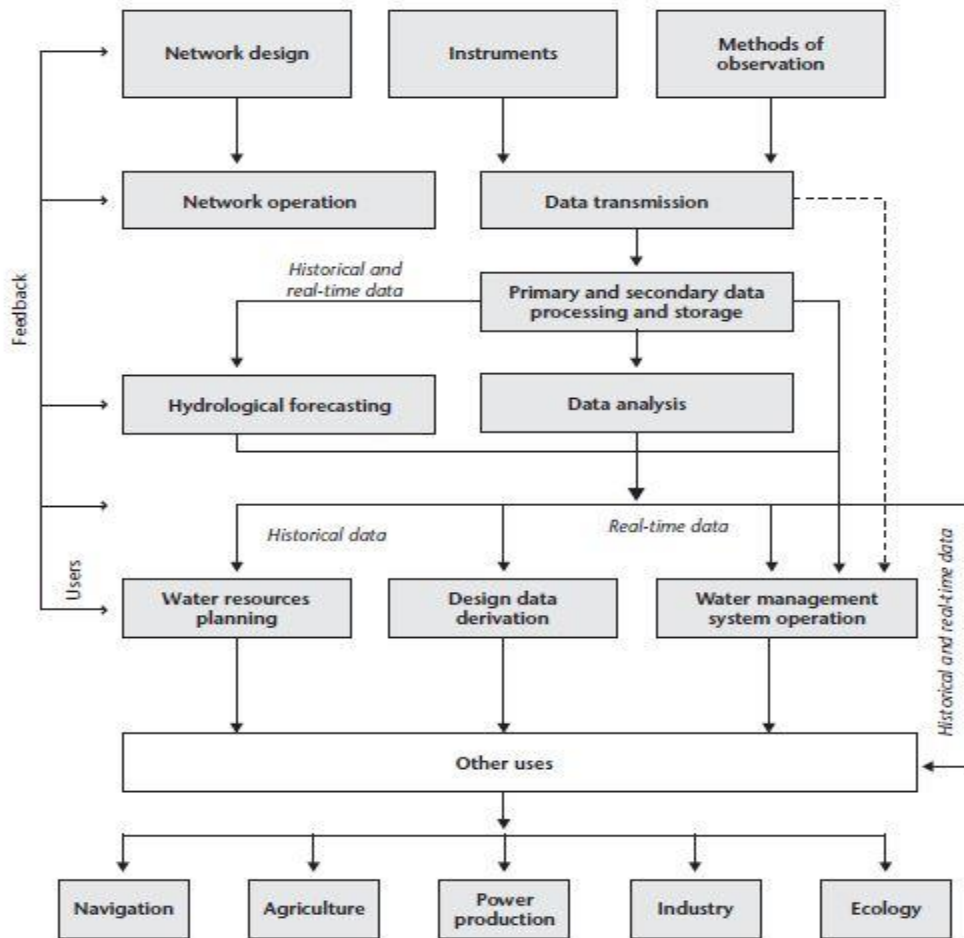 Network design
Instruments
Methods of
observation
Network operation
Data transmission
Historical and
real-time data
Primary and secondary data
processing and storage
Feedback
Hydrological forecasting
Data analysis
Historical data
Real-time data
Users
Water resources
planning
Design data
derivation
Water management
system operation
Historical and real-time data
Other uses
Navigation
Agriculture
Power
production
Industry
Ecology